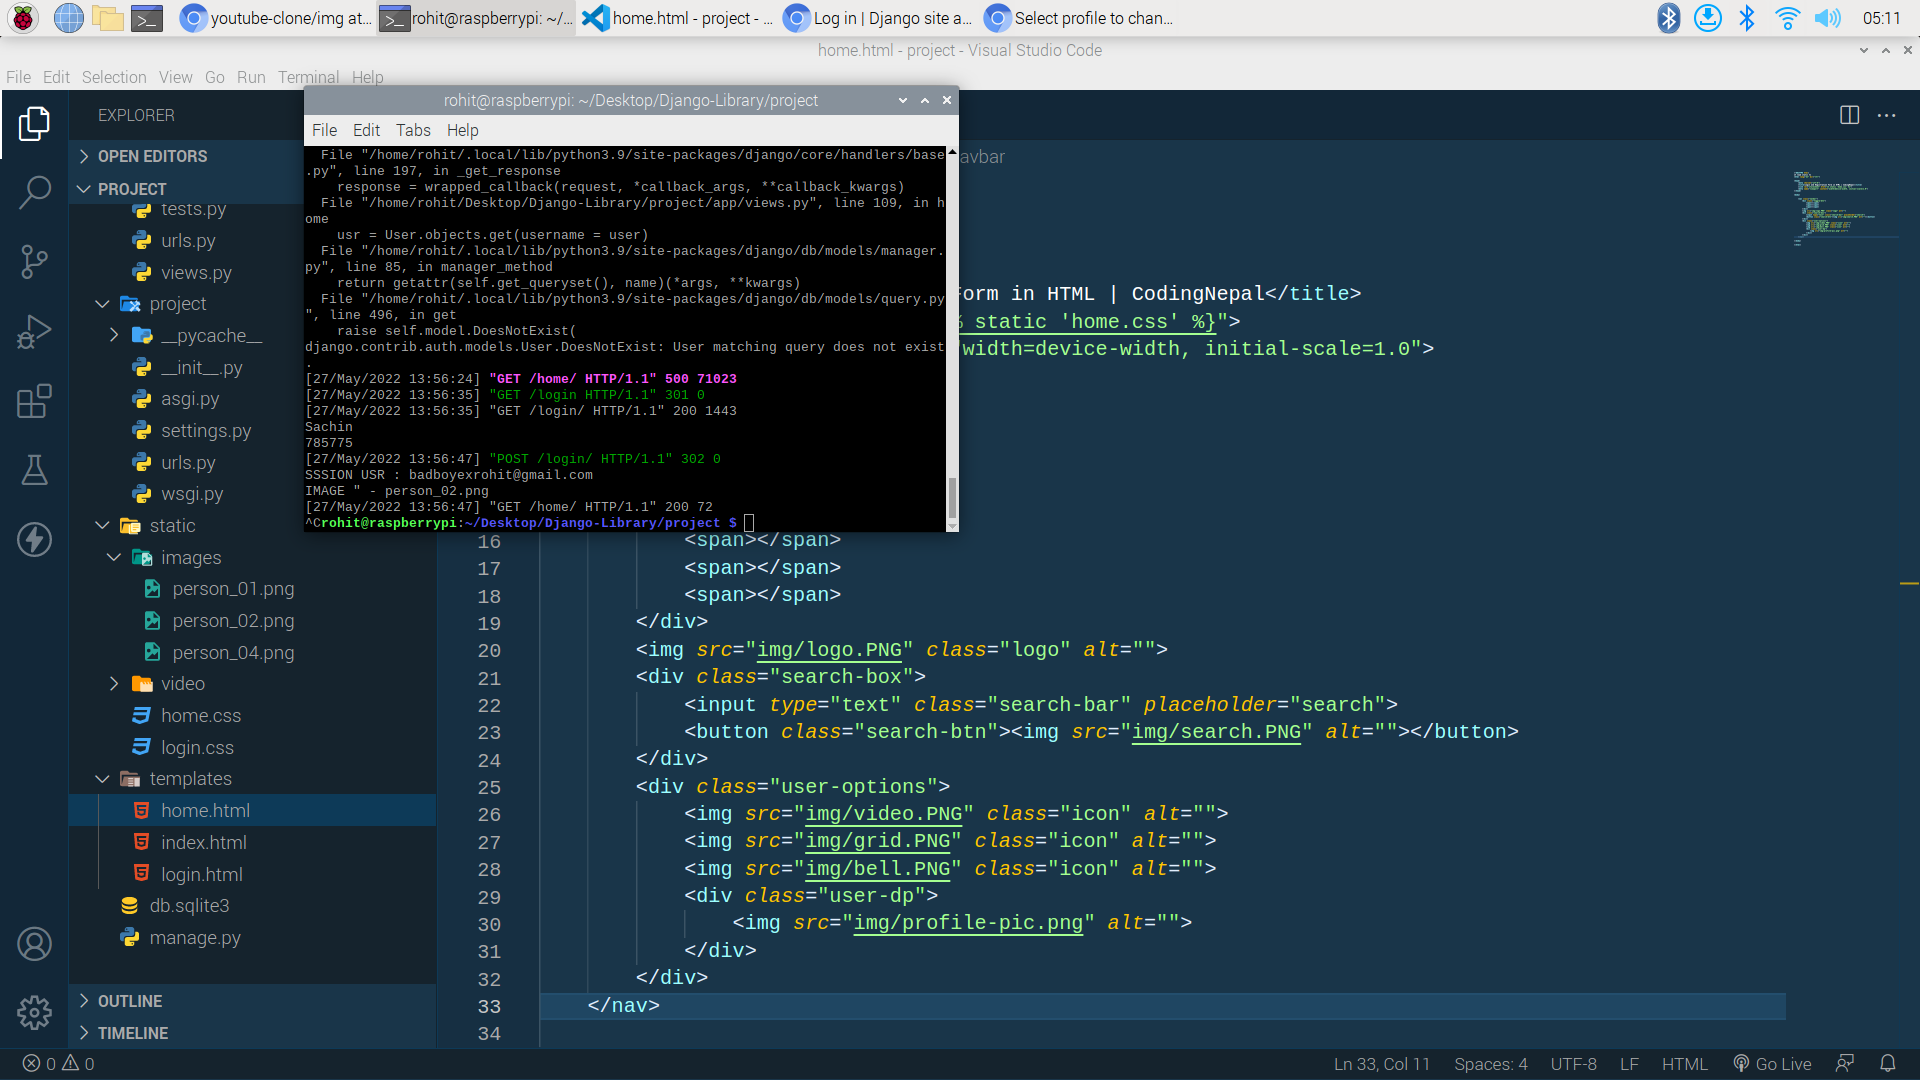 youtube-clone/img at...
rohit@raspberrypi: ~/...
home.html - project - ...
Log in | Django site a...
Select profile to chan...
05:11
home.html - project - Visual Studio Code
File Edit Selection View Go Run Terminal Help
EXPLORER
OPEN EDITORS
PROJECT
tests.py
urls.py
views.py
project
__pycache__
__init__.py
asgi.py
settings.py
urls.py
wsgi.py
static
images
person_01.png
person_02.png
person_04.png
video
home.css
login.css
templates
home.html
index.html
login.html
db.sqlite3
manage.py
OUTLINE
TIMELINE
rohit@raspberrypi: ~/Desktop/Django-Library/project
File Edit Tabs Help
File "/home/rohit/.local/lib/python3.9/site-packages/django/core/handlers/base
.py", line 197, in _get_response
response = wrapped_callback(request, *callback_args, **callback_kwargs)
File "/home/rohit/Desktop/Django-Library/project/app/views.py", line 109, in h
ome
usr = User.objects.get(username = user)
File "/home/rohit/.local/lib/python3.9/site-packages/django/db/models/manager.
py", line 85, in manager_method
return getattr(self.get_queryset(), name)(*args, **kwargs)
File "/home/rohit/.local/lib/python3.9/site-packages/django/db/models/query.py
", line 496, in get
raise self.model.DoesNotExist(
django.contrib.auth.models.User.DoesNotExist: User matching query does not exist
.
[27/May/2022 13:56:24] "GET /home/ HTTP/1.1" 500 71023
[27/May/2022 13:56:35] "GET /login HTTP/1.1" 301 0
[27/May/2022 13:56:35] "GET /login/ HTTP/1.1" 200 1443
Sachin
785775
[27/May/2022 13:56:47] "POST /login/ HTTP/1.1" 302 0
SSSION USR : badboyexrohit@gmail.com
IMAGE " - person_02.png
[27/May/2022 13:56:47] "GET /home/ HTTP/1.1" 200 72
^Crohit@raspberrypi:~/Desktop/Django-Library/project $
avbar
Form in HTML | CodingNepal</title>
% static 'home.css' %}">
"width=device-width, initial-scale=1.0">
16 <span></span>
17 <span></span>
18 <span></span>
19 </div>
20 <img src="img/logo.PNG" class="logo" alt="">
21 <div class="search-box">
22 <input type="text" class="search-bar" placeholder="search">
23 <button class="search-btn"><img src="img/search.PNG" alt=""></button>
24 </div>
25 <div class="user-options">
26 <img src="img/video.PNG" class="icon" alt="">
27 <img src="img/grid.PNG" class="icon" alt="">
28 <img src="img/bell.PNG" class="icon" alt="">
29 <div class="user-dp">
30 <img src="img/profile-pic.png" alt="">
31 </div>
32 </div>
33 </nav>
34
0 0
Ln 33, Col 11 Spaces: 4 UTF-8 LF HTML Go Live